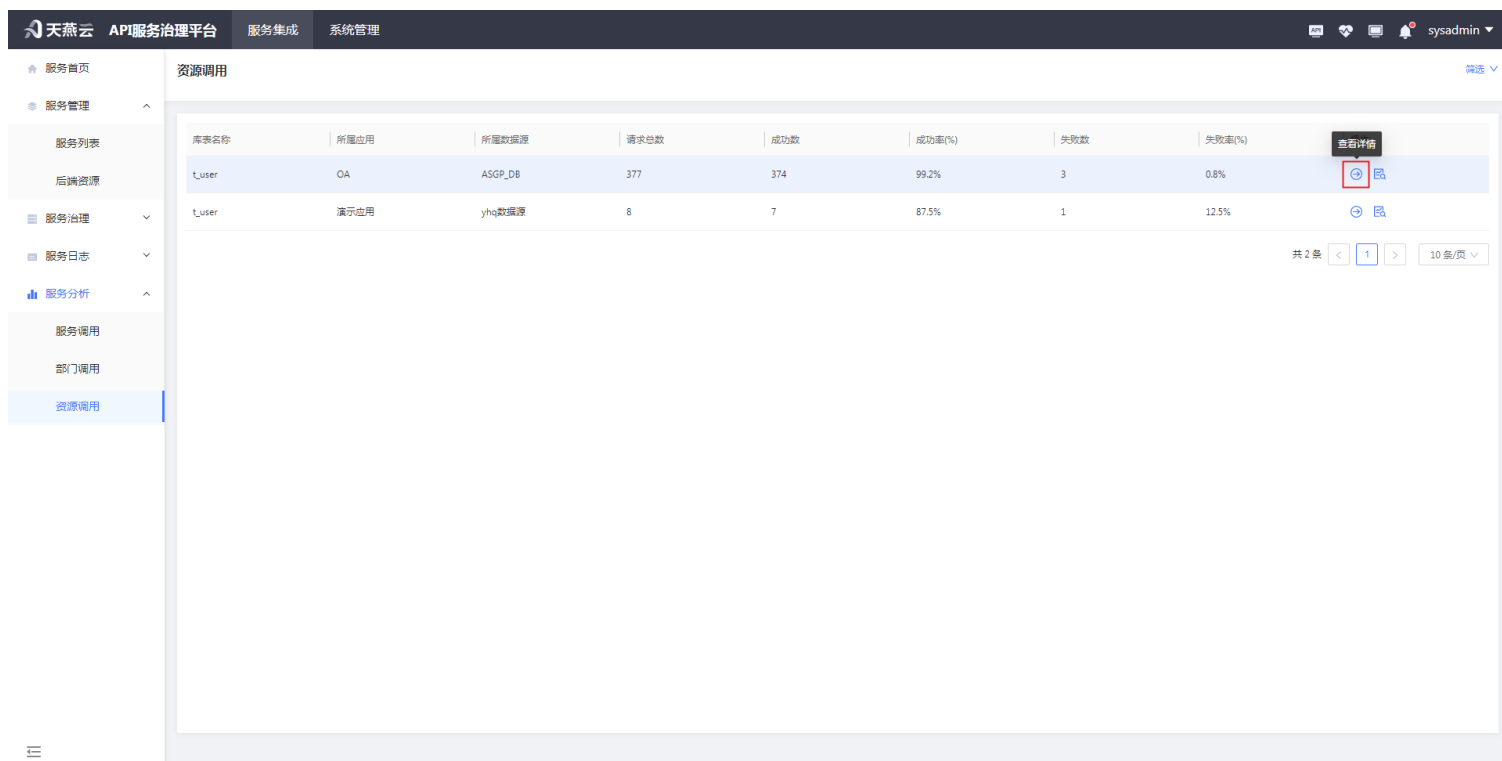 天燕云 API服务治理平台 服务集成 系统管理 API sysadmin
服务首页
服务管理
服务列表
后端资源
服务治理
服务日志
服务分析
服务调用
部门调用
资源调用
资源调用 筛选
库表名称 所属应用 所属数据源 请求总数 成功数 成功率(%) 失败数 失败率(%)
查看详情
t_user OA ASGP_DB 377 374 99.2% 3 0.8%
t_user 演示应用 yhq数据源 8 7 87.5% 1 12.5%
共 2 条 < 1 > 10 条/页